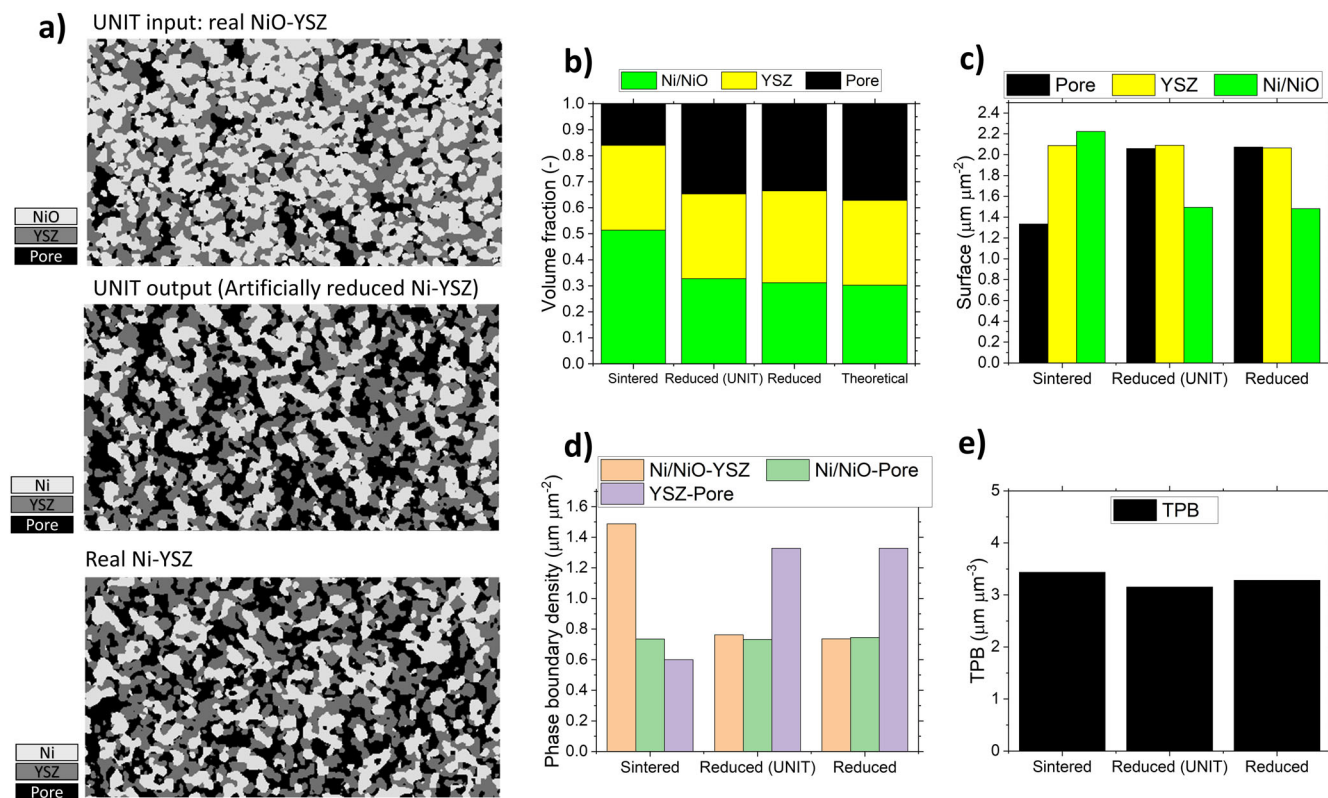 a)
UNIT input: real NiO-YSZ
NiO
YSZ
Pore
UNIT output (Artificially reduced Ni-YSZ)
Ni
YSZ
Pore
Real Ni-YSZ
Ni
YSZ
Pore
b)
Ni/NiO YSZ Pore
Volume fraction (-)
1.0
0.9
0.8
0.7
0.6
0.5
0.4
0.3
0.2
0.1
0.0
Sintered Reduced (UNIT) Reduced Theoretical
c)
Pore YSZ Ni/NiO
Surface (μm μm⁻²)
2.4
2.2
2.0
1.8
1.6
1.4
1.2
1.0
0.8
0.6
0.4
0.2
0.0
Sintered Reduced (UNIT) Reduced
d)
Ni/NiO-YSZ Ni/NiO-Pore
YSZ-Pore
Phase boundary density (μm μm⁻²)
1.6
1.4
1.2
1.0
0.8
0.6
0.4
0.2
0.0
Sintered Reduced (UNIT) Reduced
e)
TPB
TPB (μm μm⁻³)
5
4
3
2
1
0
Sintered Reduced (UNIT) Reduced